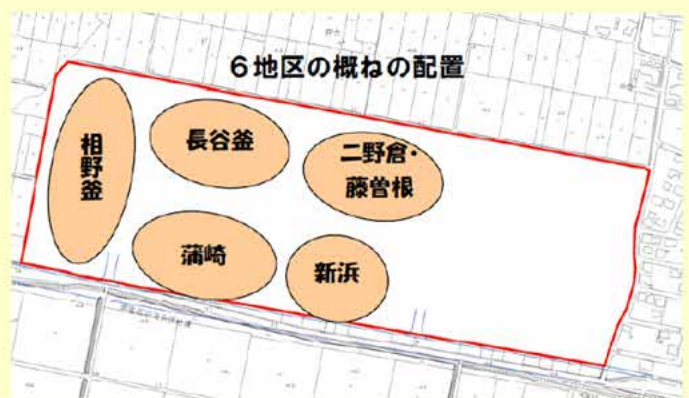 6地区の概ねの配置
相野釜
長谷釜
二野倉・
藤曽根
蒲崎
新浜